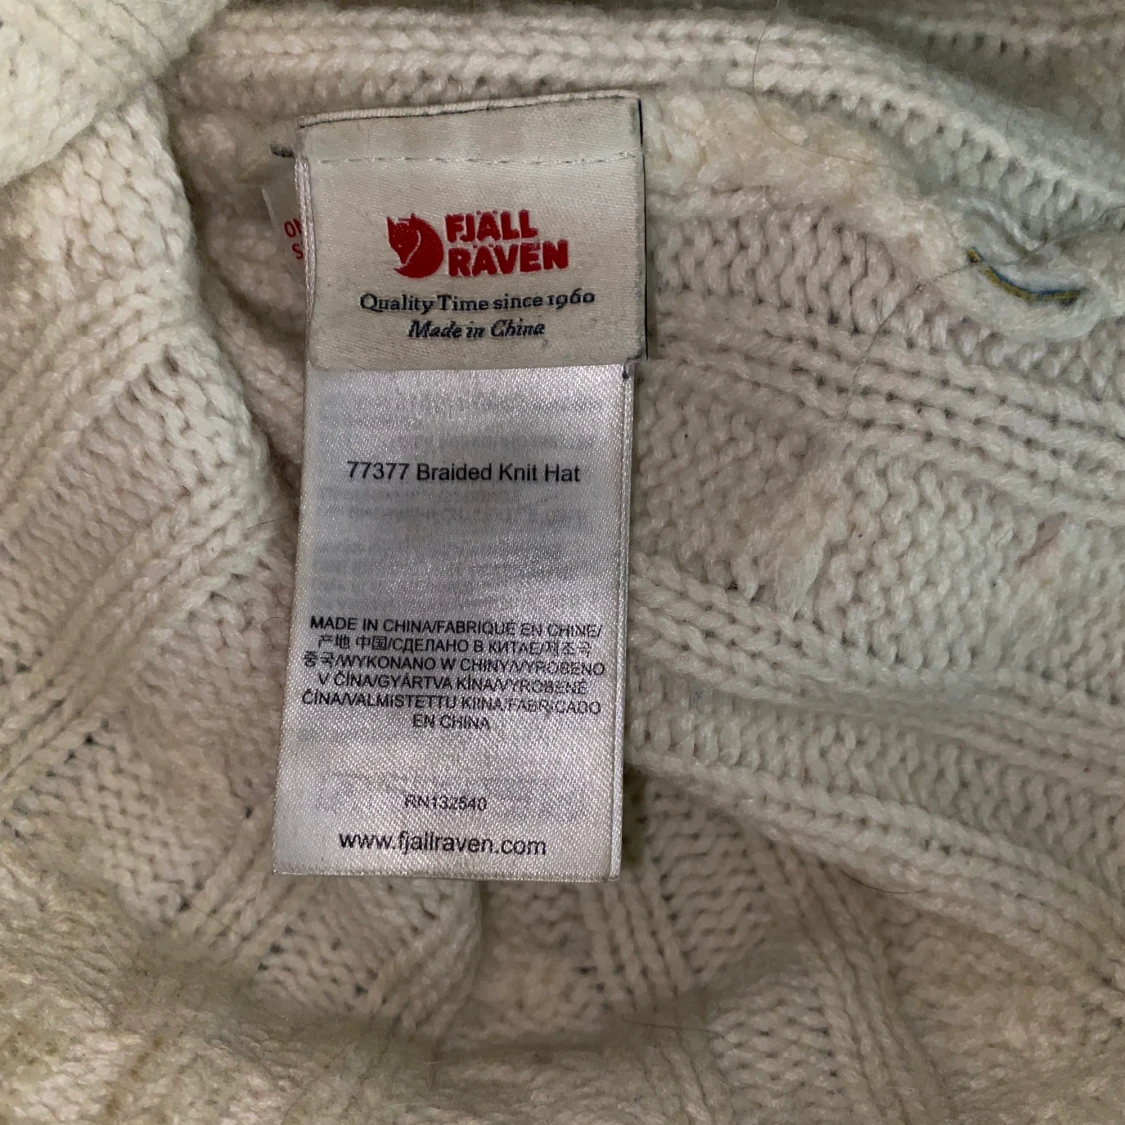 FJÄLL
RÄVEN
Quality Time since 1960
Made in China
77377 Braided Knit Hat
MADE IN CHINA/FABRIQUÉ EN CHINE/
产地 中国/СДЕЛАНО В КИТАЕ/제조국
중국/WYKONANO W CHINY/VYROBENO
V ČÍNA/GYÁRTVA KÍNA/VYROBENÉ
ČÍNA/VALMISTETTU KIINA/FABRICADO
EN CHINA
RN132540
www.fjallraven.com